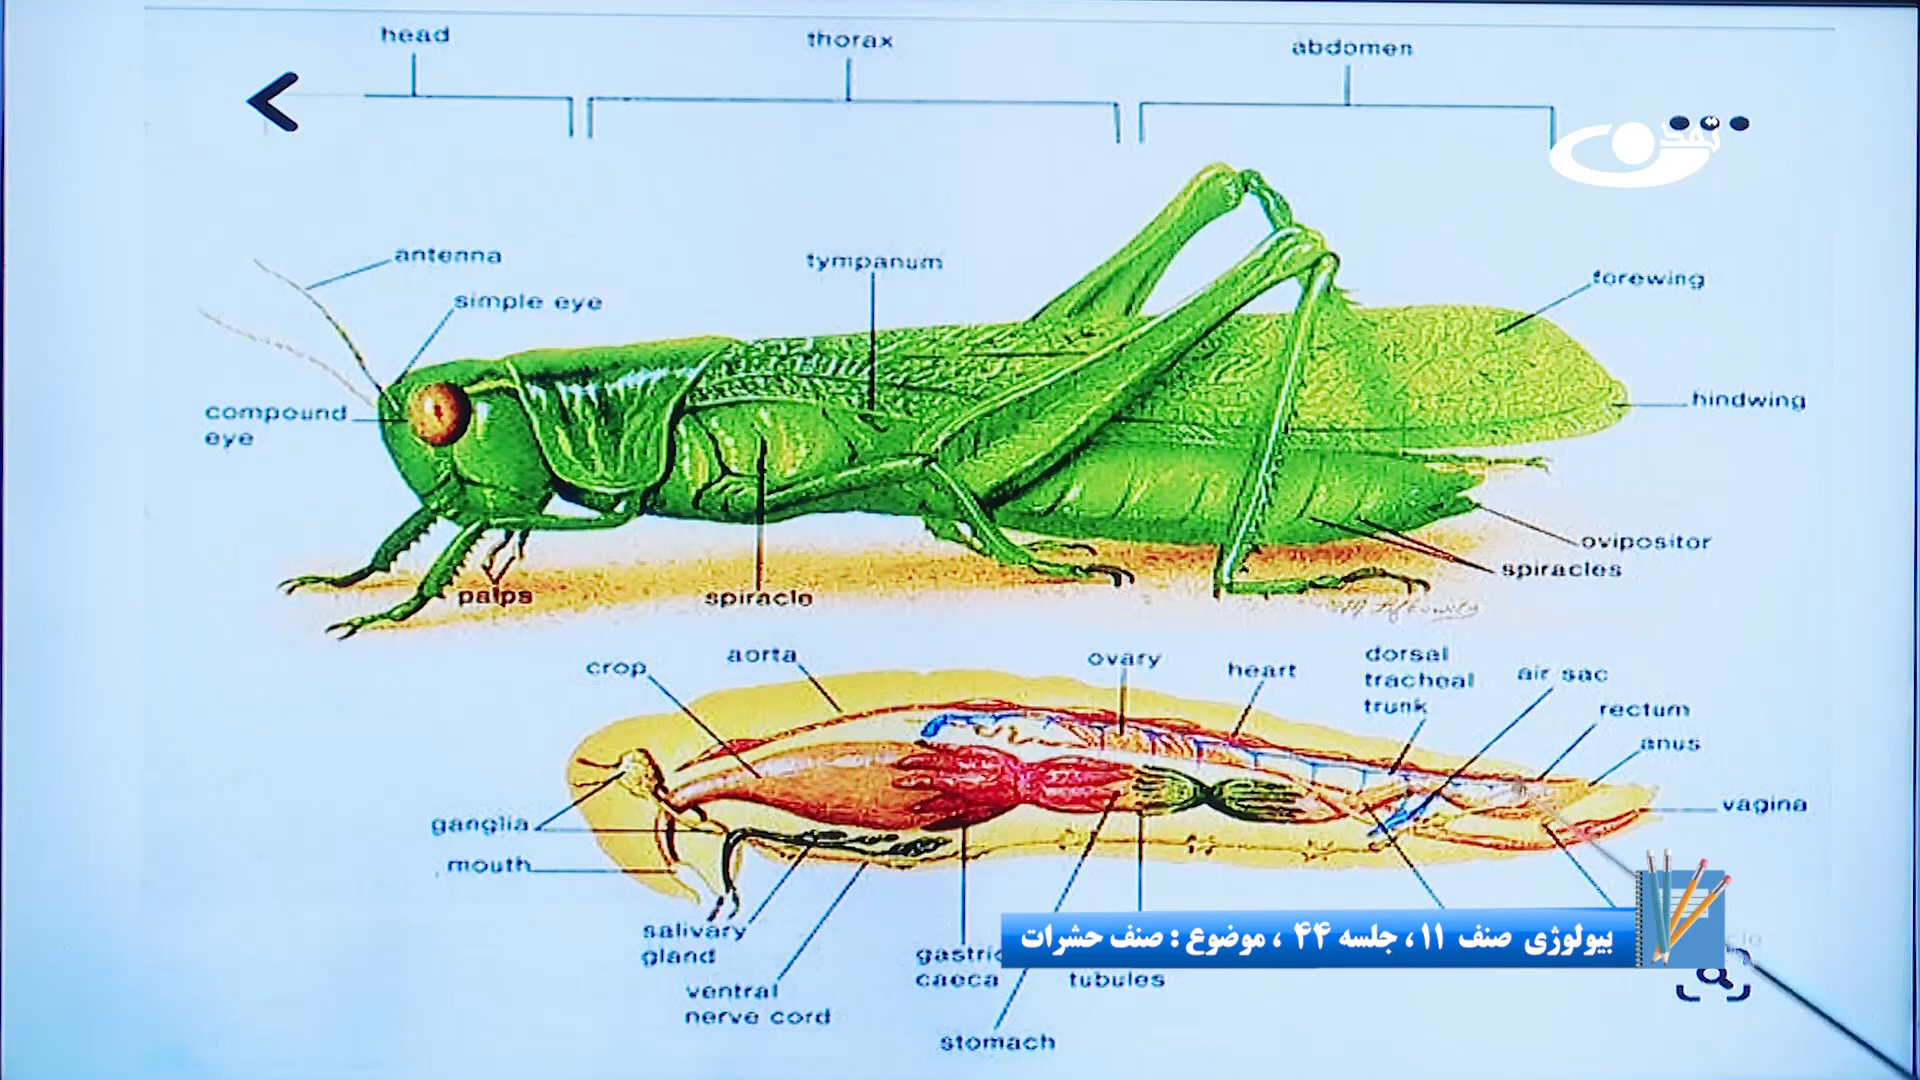 head
thorax
abdomen
تمدن
antenna
simple eye
tympanum
forewing
compound
eye
hindwing
ovipositor
spiracles
palps
spiracle
crop
aorta
ovary
heart
dorsal
tracheal
trunk
air sac
rectum
anus
vagina
ganglia
mouth
salivary
gland
ventral
nerve cord
gastric
caeca
tubules
stomach
بیولوژی صنف ۱۱، جلسه ۴۴ ، موضوع : صنف حشرات